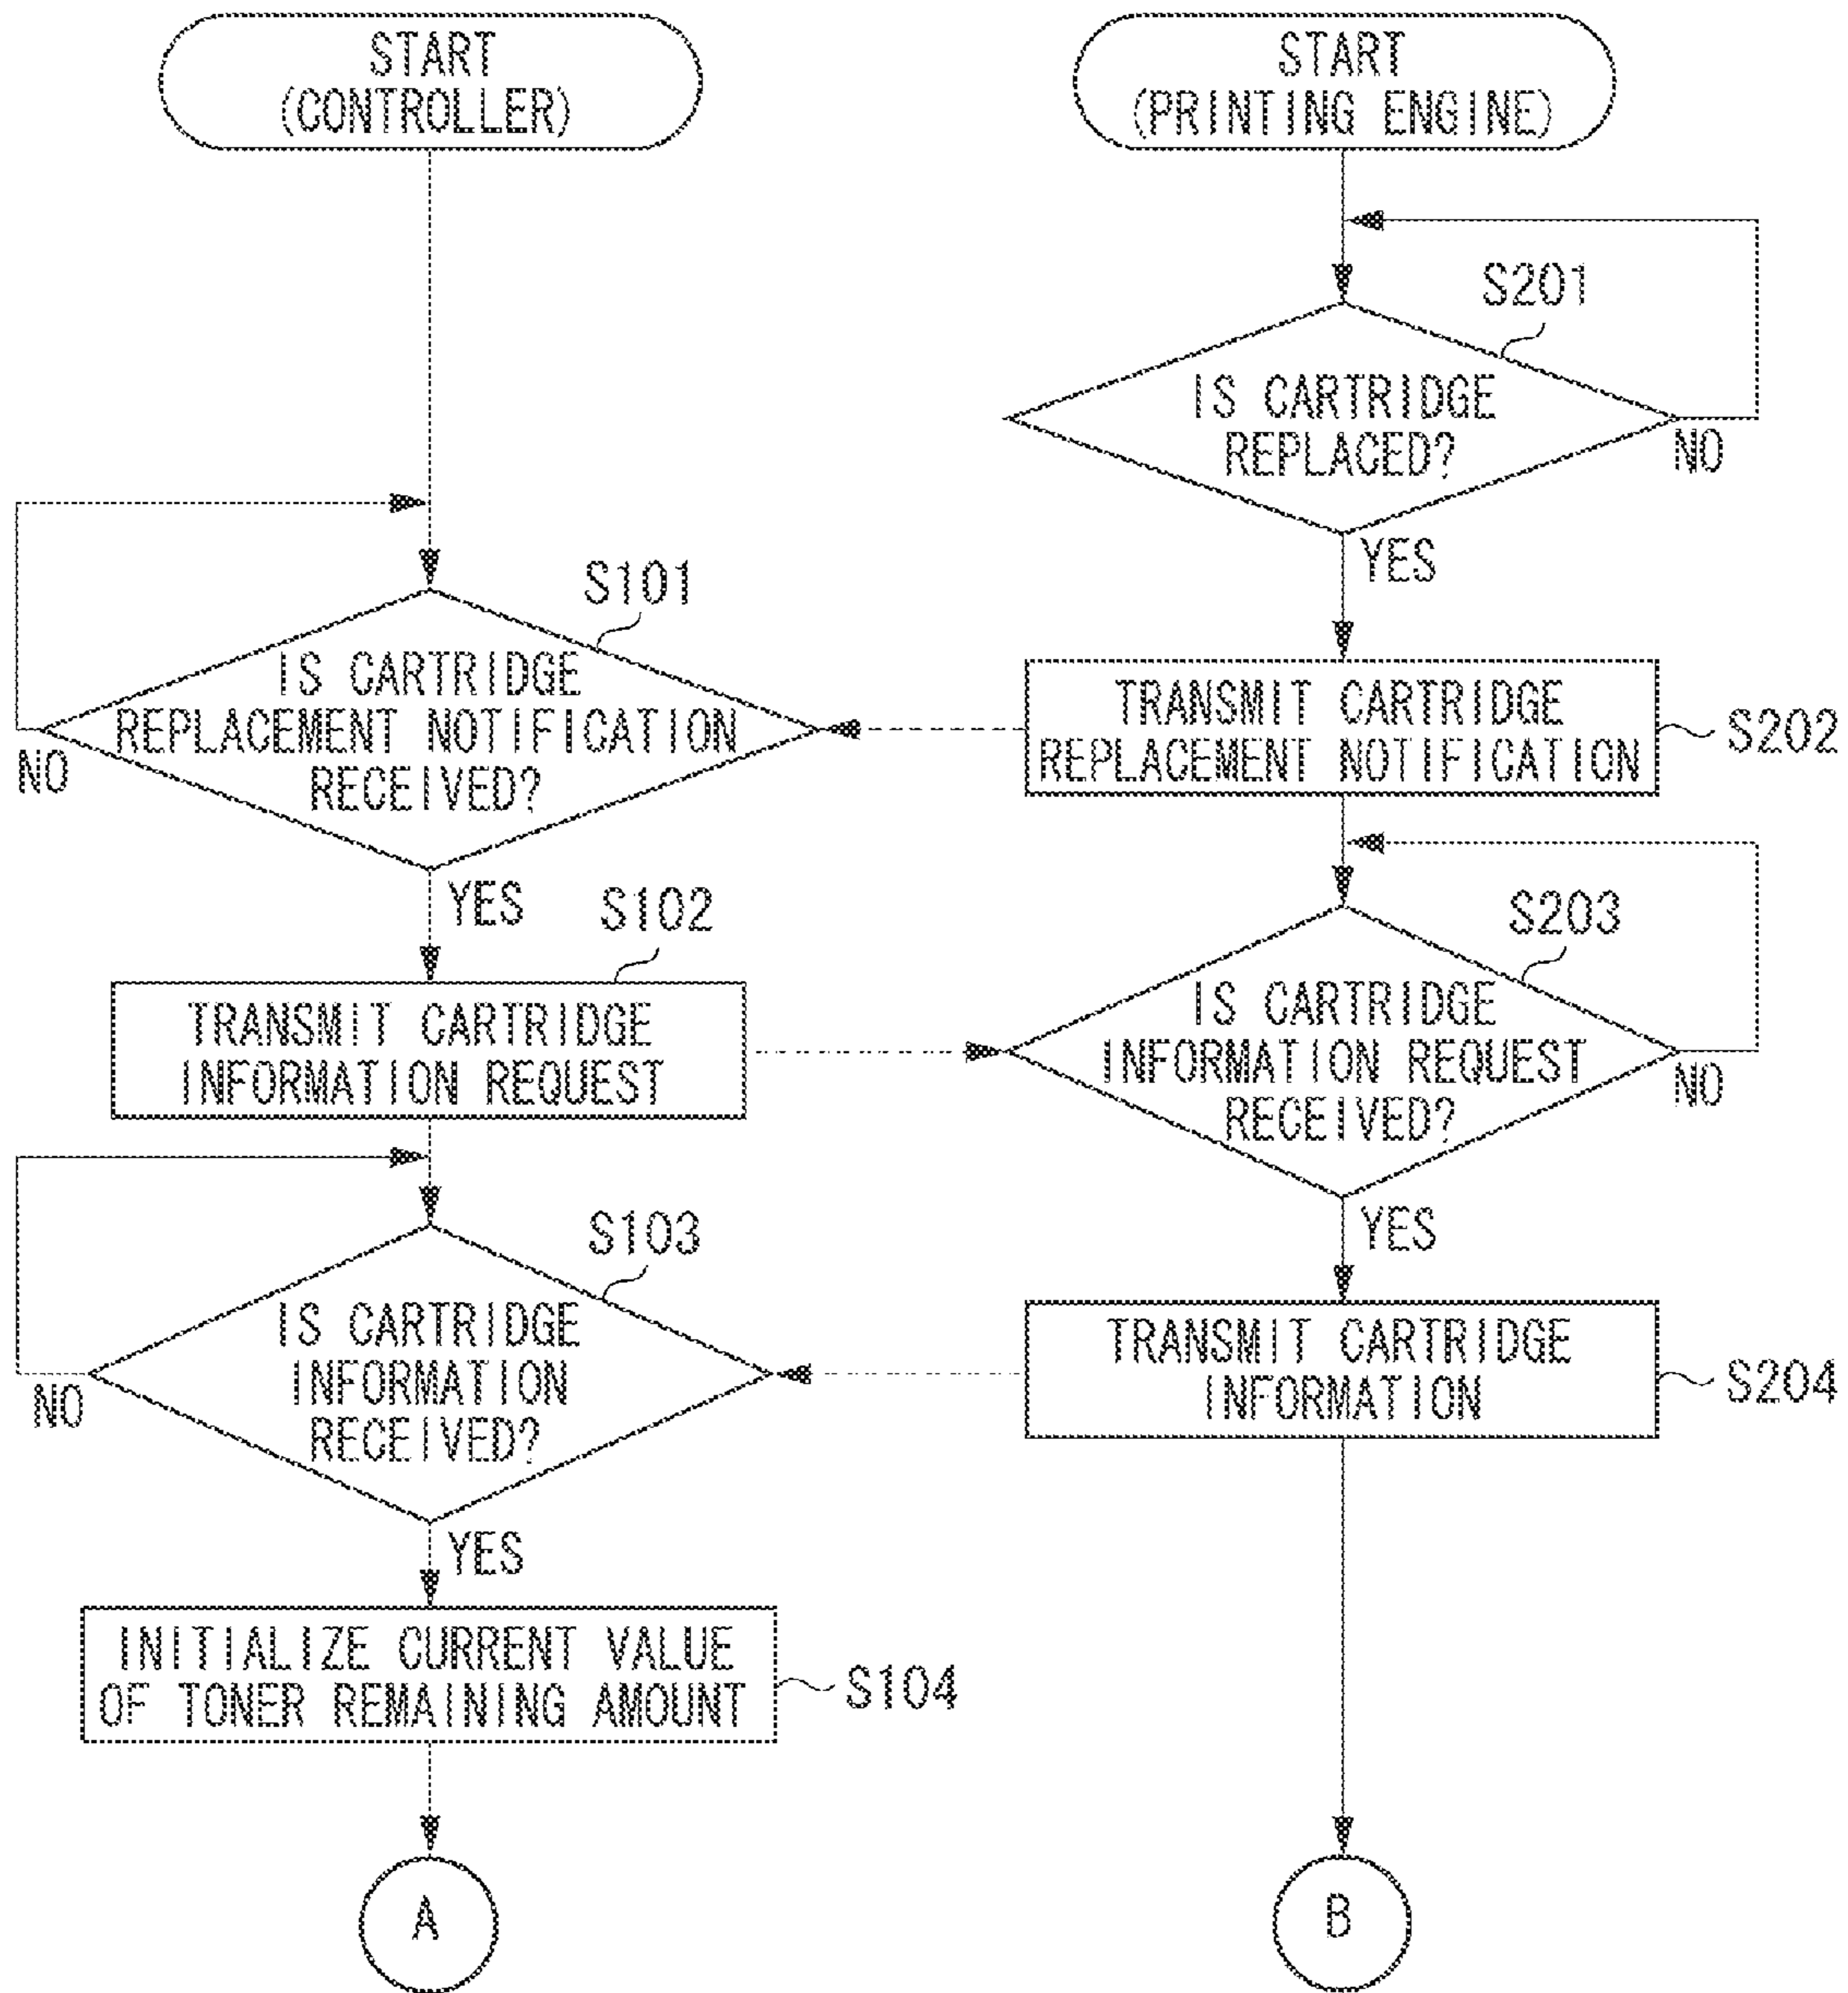 START
(CONTROLLER)
START
(PRINTING ENGINE)
S201
IS CARTRIDGE
REPLACED?
NO
YES
S101
IS CARTRIDGE
REPLACEMENT NOTIFICATION
RECEIVED?
NO
YES
TRANSMIT CARTRIDGE
REPLACEMENT NOTIFICATION
S202
S102
TRANSMIT CARTRIDGE
INFORMATION REQUEST
S203
IS CARTRIDGE
INFORMATION REQUEST
RECEIVED?
NO
YES
S103
IS CARTRIDGE
INFORMATION
RECEIVED?
NO
YES
TRANSMIT CARTRIDGE
INFORMATION
S204
INITIALIZE CURRENT VALUE
OF TONER REMAINING AMOUNT
S104
A
B